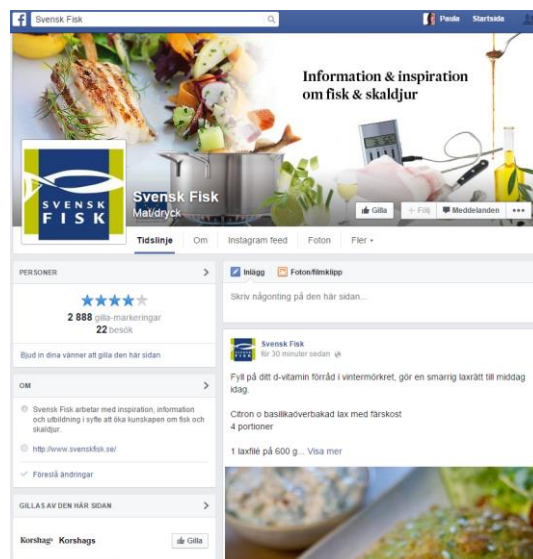 Svensk Fisk
Paula Startsida
Information & inspiration
om fisk & skaldjur
SVENSK
FISK
Svensk Fisk
Mat/dryck
Gilla
+ Följ
Meddelanden
Tidslinje Om Instagram feed Foton Fler
PERSONER
2 888 gilla-markeringar
22 besök
Bjud in dina vänner att gilla den här sidan
OM
Svensk Fisk arbetar med inspiration, information
och utbildning i syfte att öka kunskapen om fisk och
skaldjur.
http://www.svenskfisk.se/
Föreslå ändringar
GILLAS AV DEN HÄR SIDAN
Korshags Korshags
Gilla
Inlägg Foton/filmklipp
Skriv någonting på den här sidan...
Svensk Fisk
för 30 minuter sedan
Fyll på ditt d-vitamin förråd i vintermörkret, gör en smarrig laxrätt till middag
idag.
Citron o basilikaöverbakad lax med färskost
4 portioner
1 laxfilé på 600 g... Visa mer